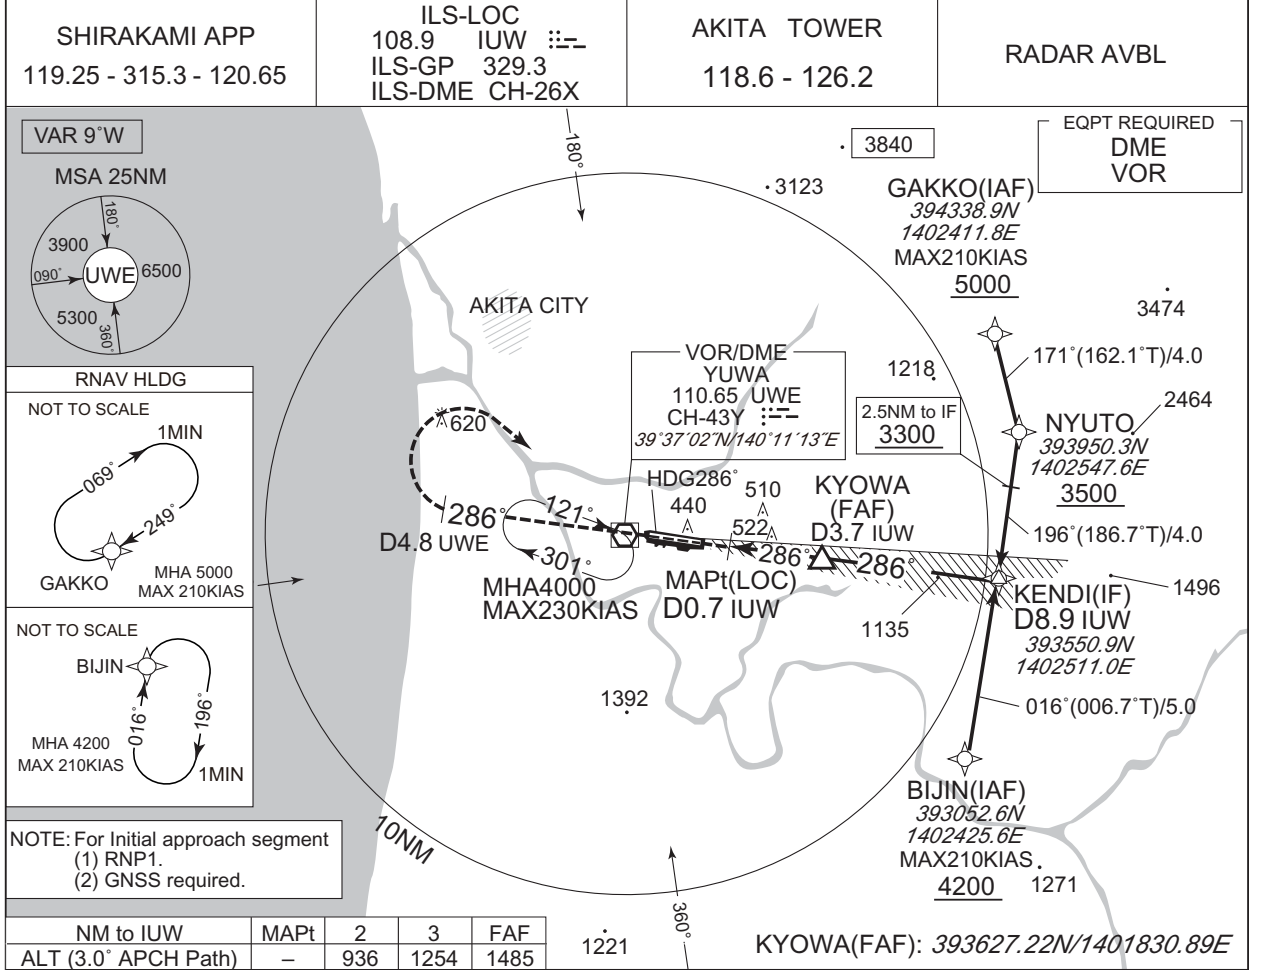 SHIRAKAMI APP
119.25 - 315.3 - 120.65
ILS-LOC
108.9 IUW
ILS-GP 329.3
ILS-DME CH-26X
AKITA TOWER
118.6 - 126.2
RADAR AVBL
VAR 9°W
MSA 25NM
180°
3900
090°
UWE
6500
5300
360°
180°
3840
3123
EQPT REQUIRED
DME
VOR
GAKKO(IAF)
394338.9N
1402411.8E
MAX210KIAS
5000
3474
AKITA CITY
171°(162.1°T)/4.0
VOR/DME
YUWA
110.65 UWE
CH-43Y
39°37′02″N/140°11′13″E
1218
2.5NM to IF
3300
2464
NYUTO
393950.3N
1402547.6E
3500
196°(186.7°T)/4.0
RNAV HLDG
NOT TO SCALE
1MIN
069°
249°
GAKKO
MHA 5000
MAX 210KIAS
620
286°
D4.8 UWE
121°
301°
MHA4000
MAX230KIAS
HDG286°
440
510
522
KYOWA
(FAF)
D3.7 IUW
286°
286°
MAPt(LOC)
D0.7 IUW
1135
1496
KENDI(IF)
D8.9 IUW
393550.9N
1402511.0E
016°(006.7°T)/5.0
NOT TO SCALE
BIJIN
016°
196°
MHA 4200
MAX 210KIAS
1MIN
1392
BIJIN(IAF)
393052.6N
1402425.6E
MAX210KIAS
4200
1271
10NM
NOTE: For Initial approach segment
(1) RNP1.
(2) GNSS required.
360°
1221
NM to IUW MAPt 2 3 FAF
ALT (3.0° APCH Path) – 936 1254 1485
KYOWA(FAF): 393627.22N/1401830.89E